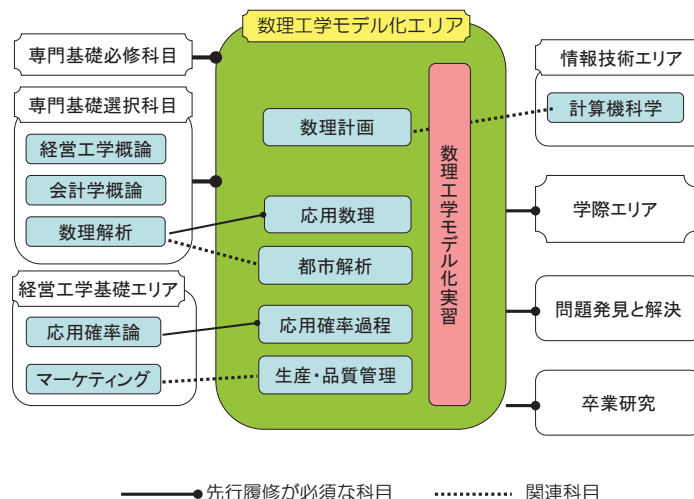 数理工学モデル化エリア
専門基礎必修科目
専門基礎選択科目
経営工学概論
会計学概論
数理解析
経営工学基礎エリア
応用確率論
マーケティング
数理計画
応用数理
都市解析
応用確率過程
生産・品質管理
数理工学モデル化実習
情報技術エリア
計算機科学
学際エリア
問題発見と解決
卒業研究
先行履修が必須な科目
関連科目